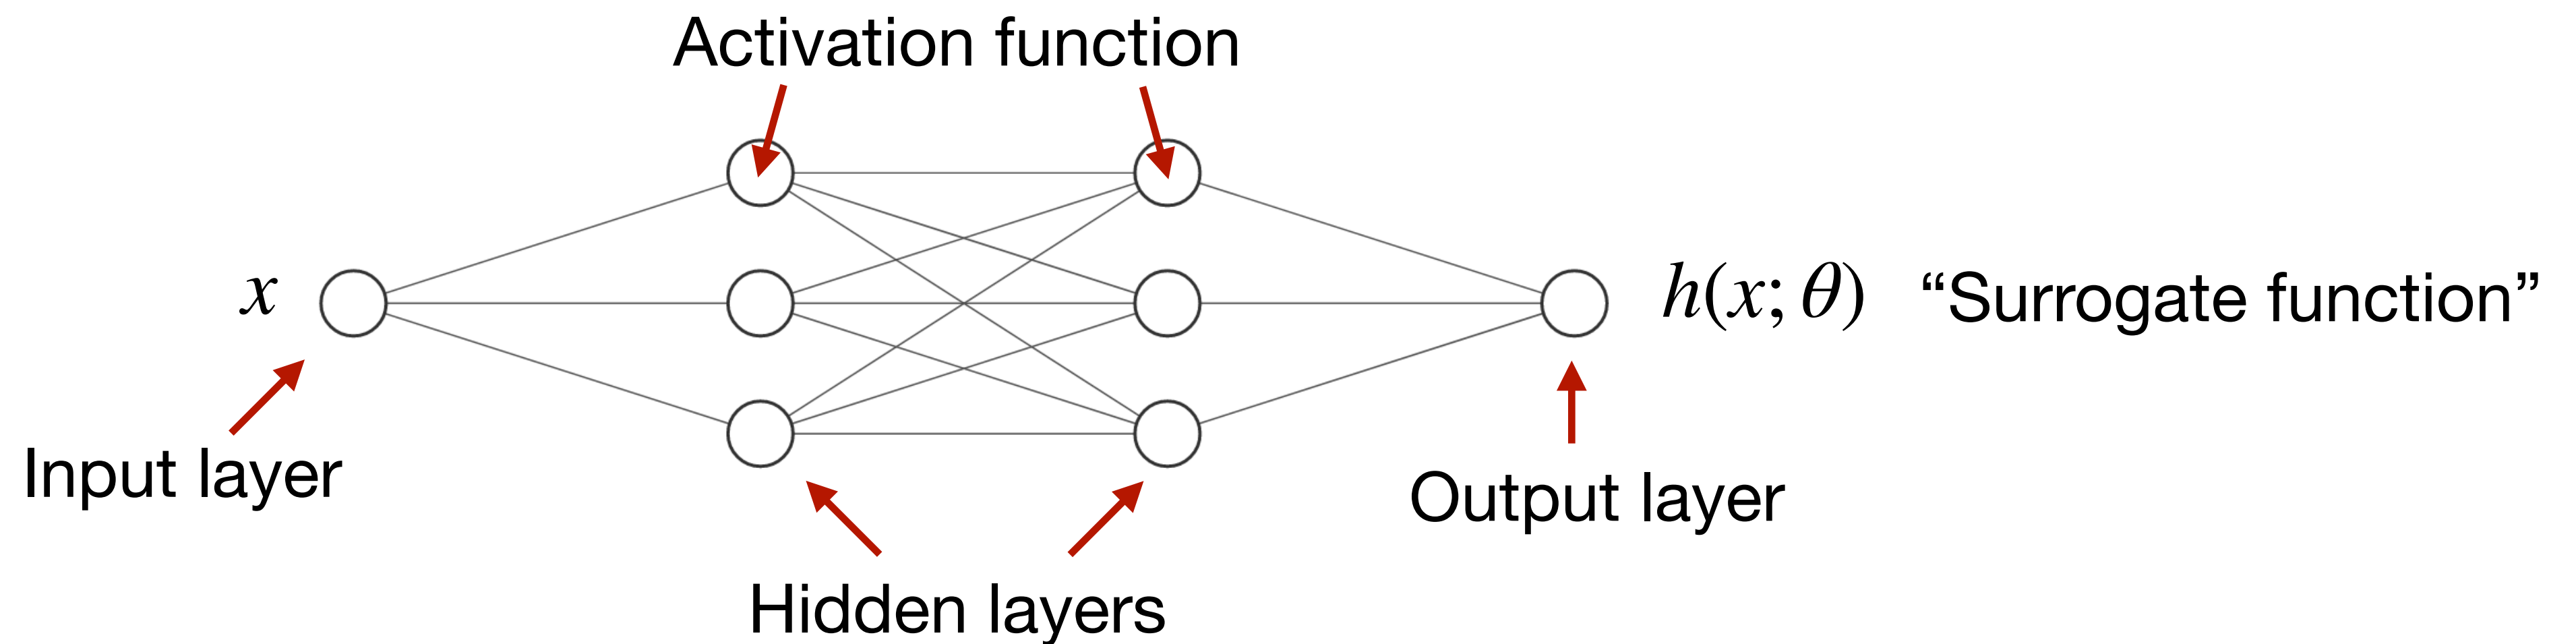 Activation function
x
h(x; θ) “Surrogate function”
Input layer
Output layer
Hidden layers